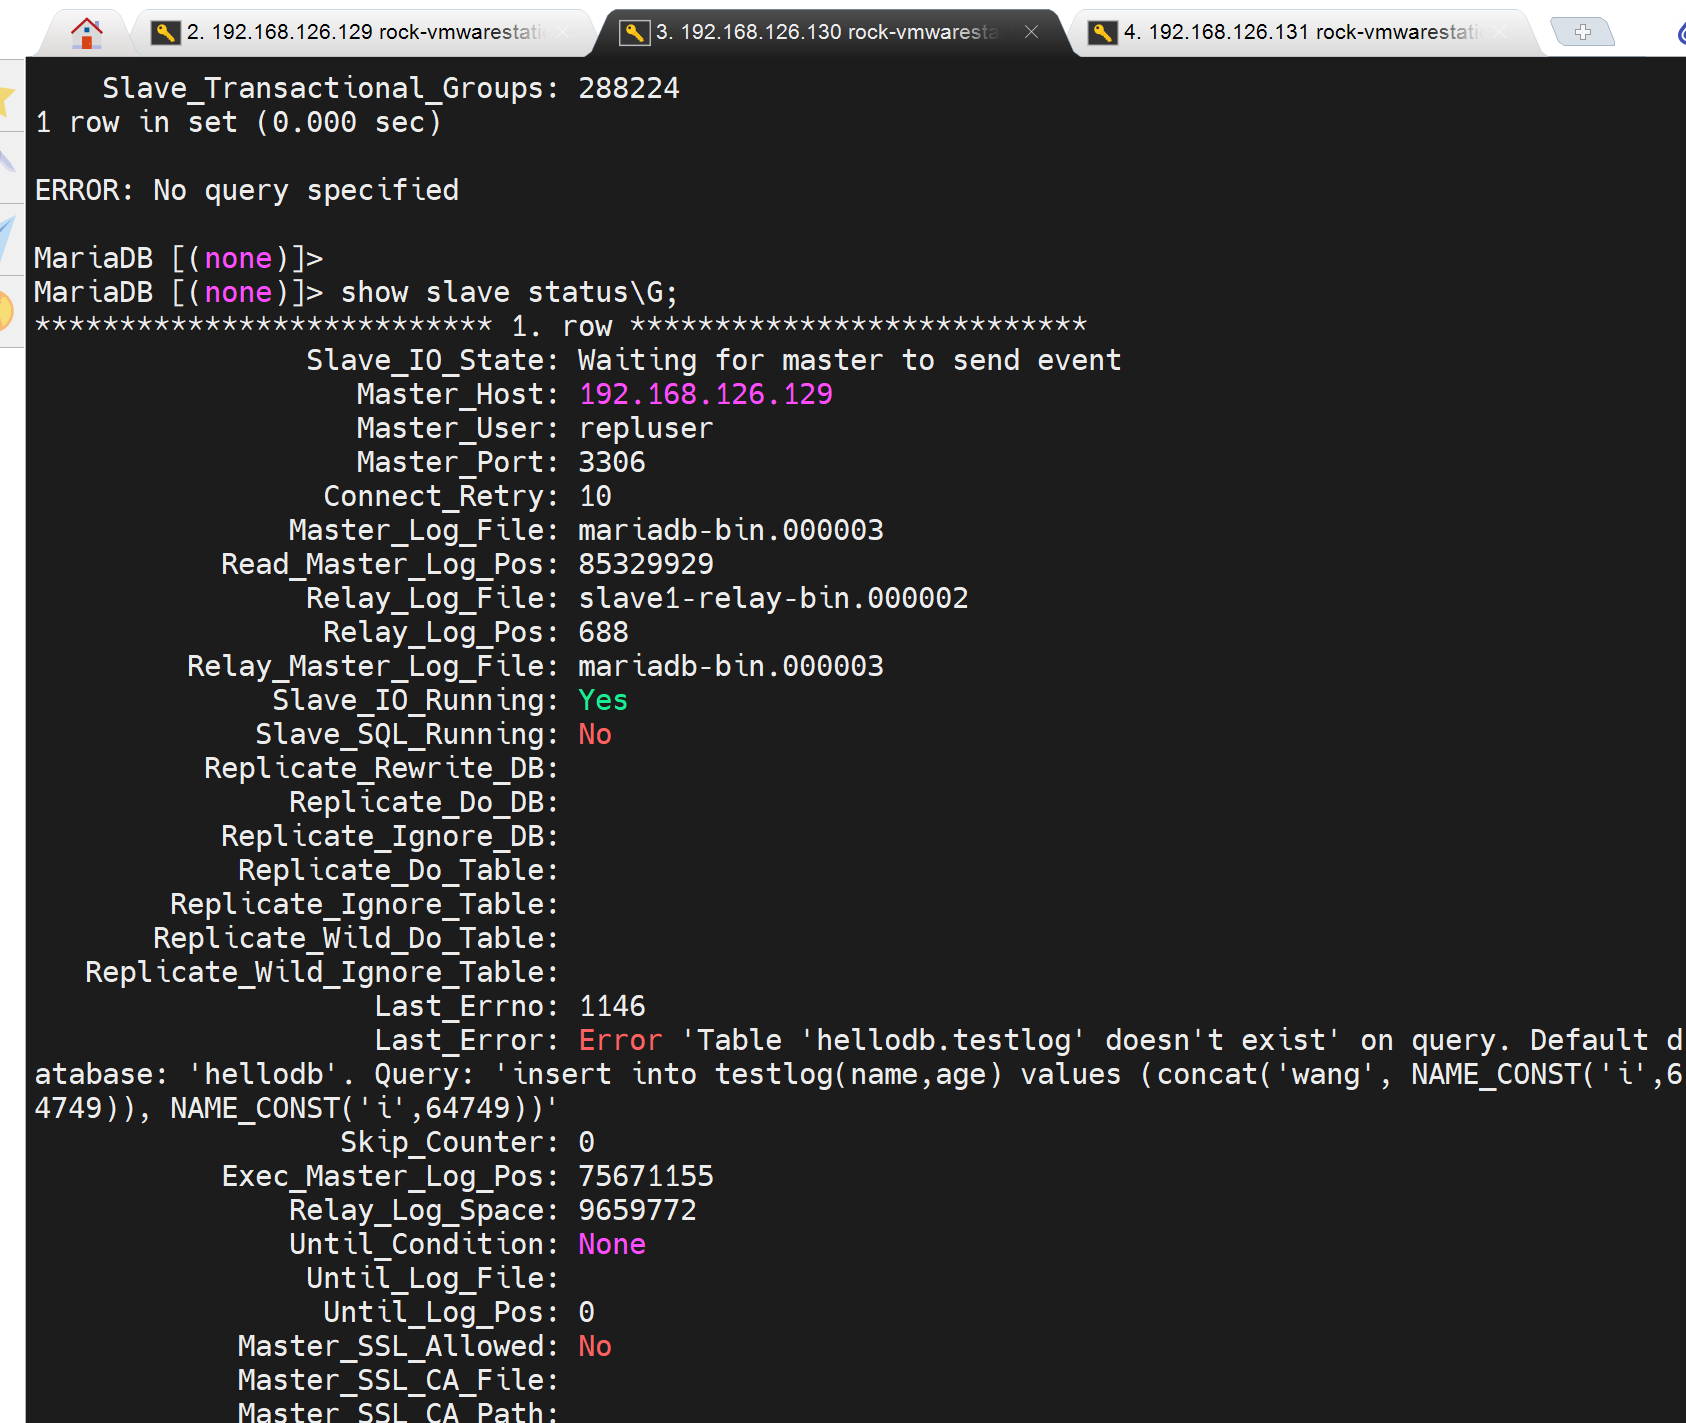 2. 192.168.126.129 rock-vmwarestati
3. 192.168.126.130 rock-vmwaresta
4. 192.168.126.131 rock-vmwarestati
Slave_Transactional_Groups: 288224
1 row in set (0.000 sec)
ERROR: No query specified
MariaDB [(none)]>
MariaDB [(none)]> show slave status\G;
*************************** 1. row ***************************
Slave_IO_State: Waiting for master to send event
Master_Host: 192.168.126.129
Master_User: repluser
Master_Port: 3306
Connect_Retry: 10
Master_Log_File: mariadb-bin.000003
Read_Master_Log_Pos: 85329929
Relay_Log_File: slave1-relay-bin.000002
Relay_Log_Pos: 688
Relay_Master_Log_File: mariadb-bin.000003
Slave_IO_Running: Yes
Slave_SQL_Running: No
Replicate_Rewrite_DB:
Replicate_Do_DB:
Replicate_Ignore_DB:
Replicate_Do_Table:
Replicate_Ignore_Table:
Replicate_Wild_Do_Table:
Replicate_Wild_Ignore_Table:
Last_Errno: 1146
Last_Error: Error 'Table 'hellodb.testlog' doesn't exist' on query. Default d
atabase: 'hellodb'. Query: 'insert into testlog(name,age) values (concat('wang', NAME_CONST('i',6
4749)), NAME_CONST('i',64749))'
Skip_Counter: 0
Exec_Master_Log_Pos: 75671155
Relay_Log_Space: 9659772
Until_Condition: None
Until_Log_File:
Until_Log_Pos: 0
Master_SSL_Allowed: No
Master_SSL_CA_File:
Master_SSL_CA_Path: